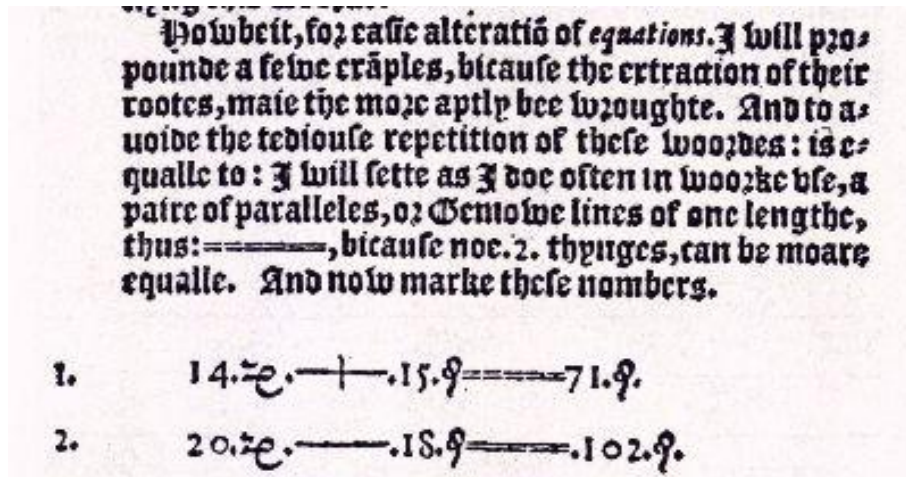 Howbeit, for easie alteratiō of equations. I will pro⸗
pounde a fewe exāples, bicause the extraction of their
rootes, maie the more aptly bee wroughte. And to a⸗
uoide the tediouse repetition of these woordes: is e⸗
qualle to: I will sette as I doe often in woorke vse, a
paire of paralleles, or Gemowe lines of one lengthe,
thus: ======, bicause noe. 2. thynges, can be moare
equalle. And now marke these nombers.
1. 14.ꝛҽ.—+—.15.ꝯ====71.ꝯ.
2. 20.ꝛҽ.——.18.ꝯ====.102.ꝯ.